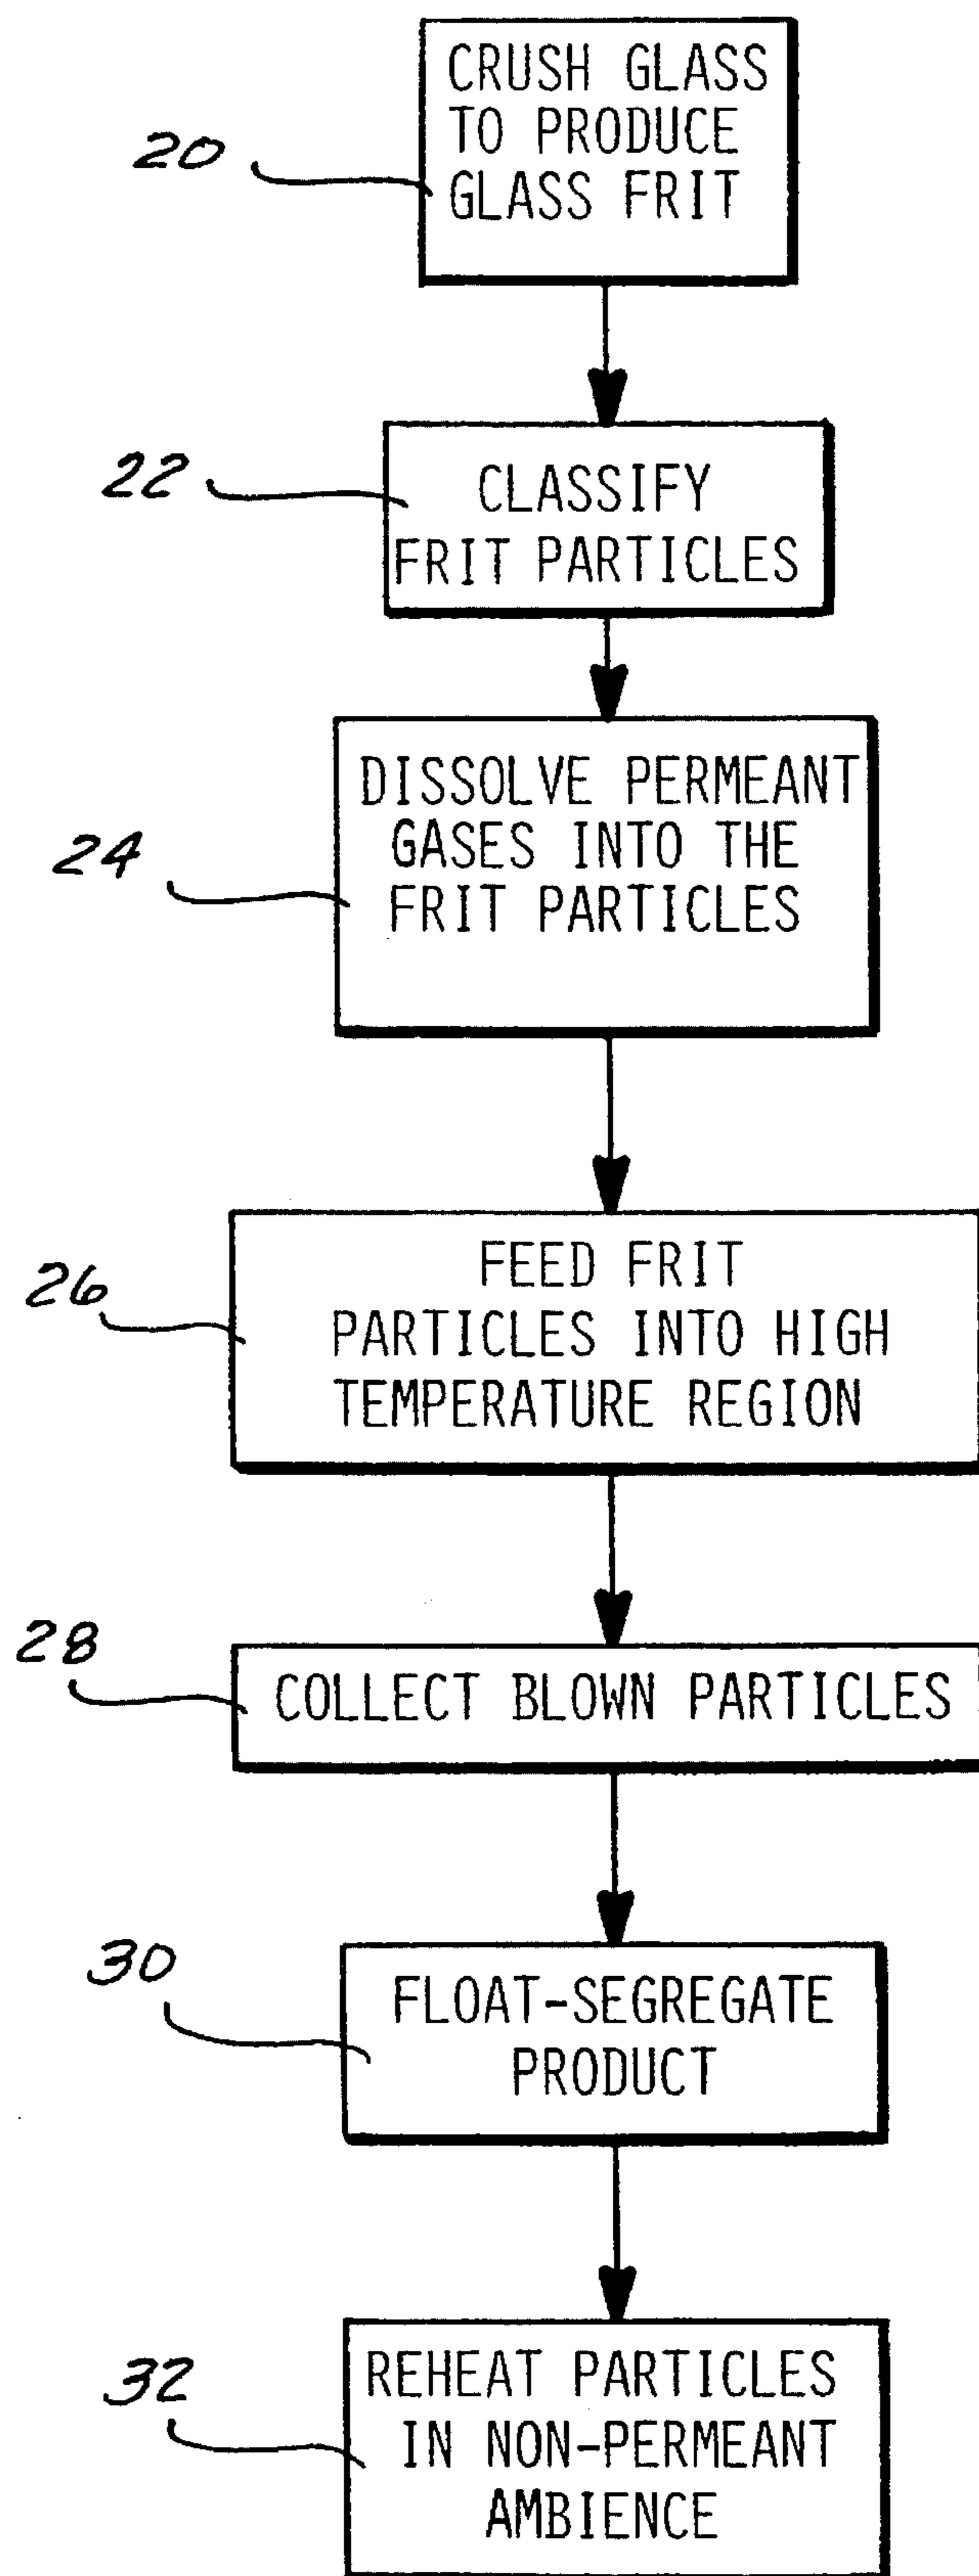 20
CRUSH GLASS
TO PRODUCE
GLASS FRIT
22
CLASSIFY
FRIT PARTICLES
24
DISSOLVE PERMEANT
GASES INTO THE
FRIT PARTICLES
26
FEED FRIT
PARTICLES INTO HIGH
TEMPERATURE REGION
28
COLLECT BLOWN PARTICLES
30
FLOAT-SEGREGATE
PRODUCT
32
REHEAT PARTICLES
IN NON-PERMEANT
AMBIENCE